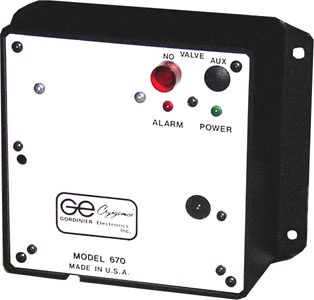 VALVE
NO AUX
ALARM POWER
GE Cryogenics
GORDINIER Electronics
Inc.
MODEL 670
MADE IN U.S.A.